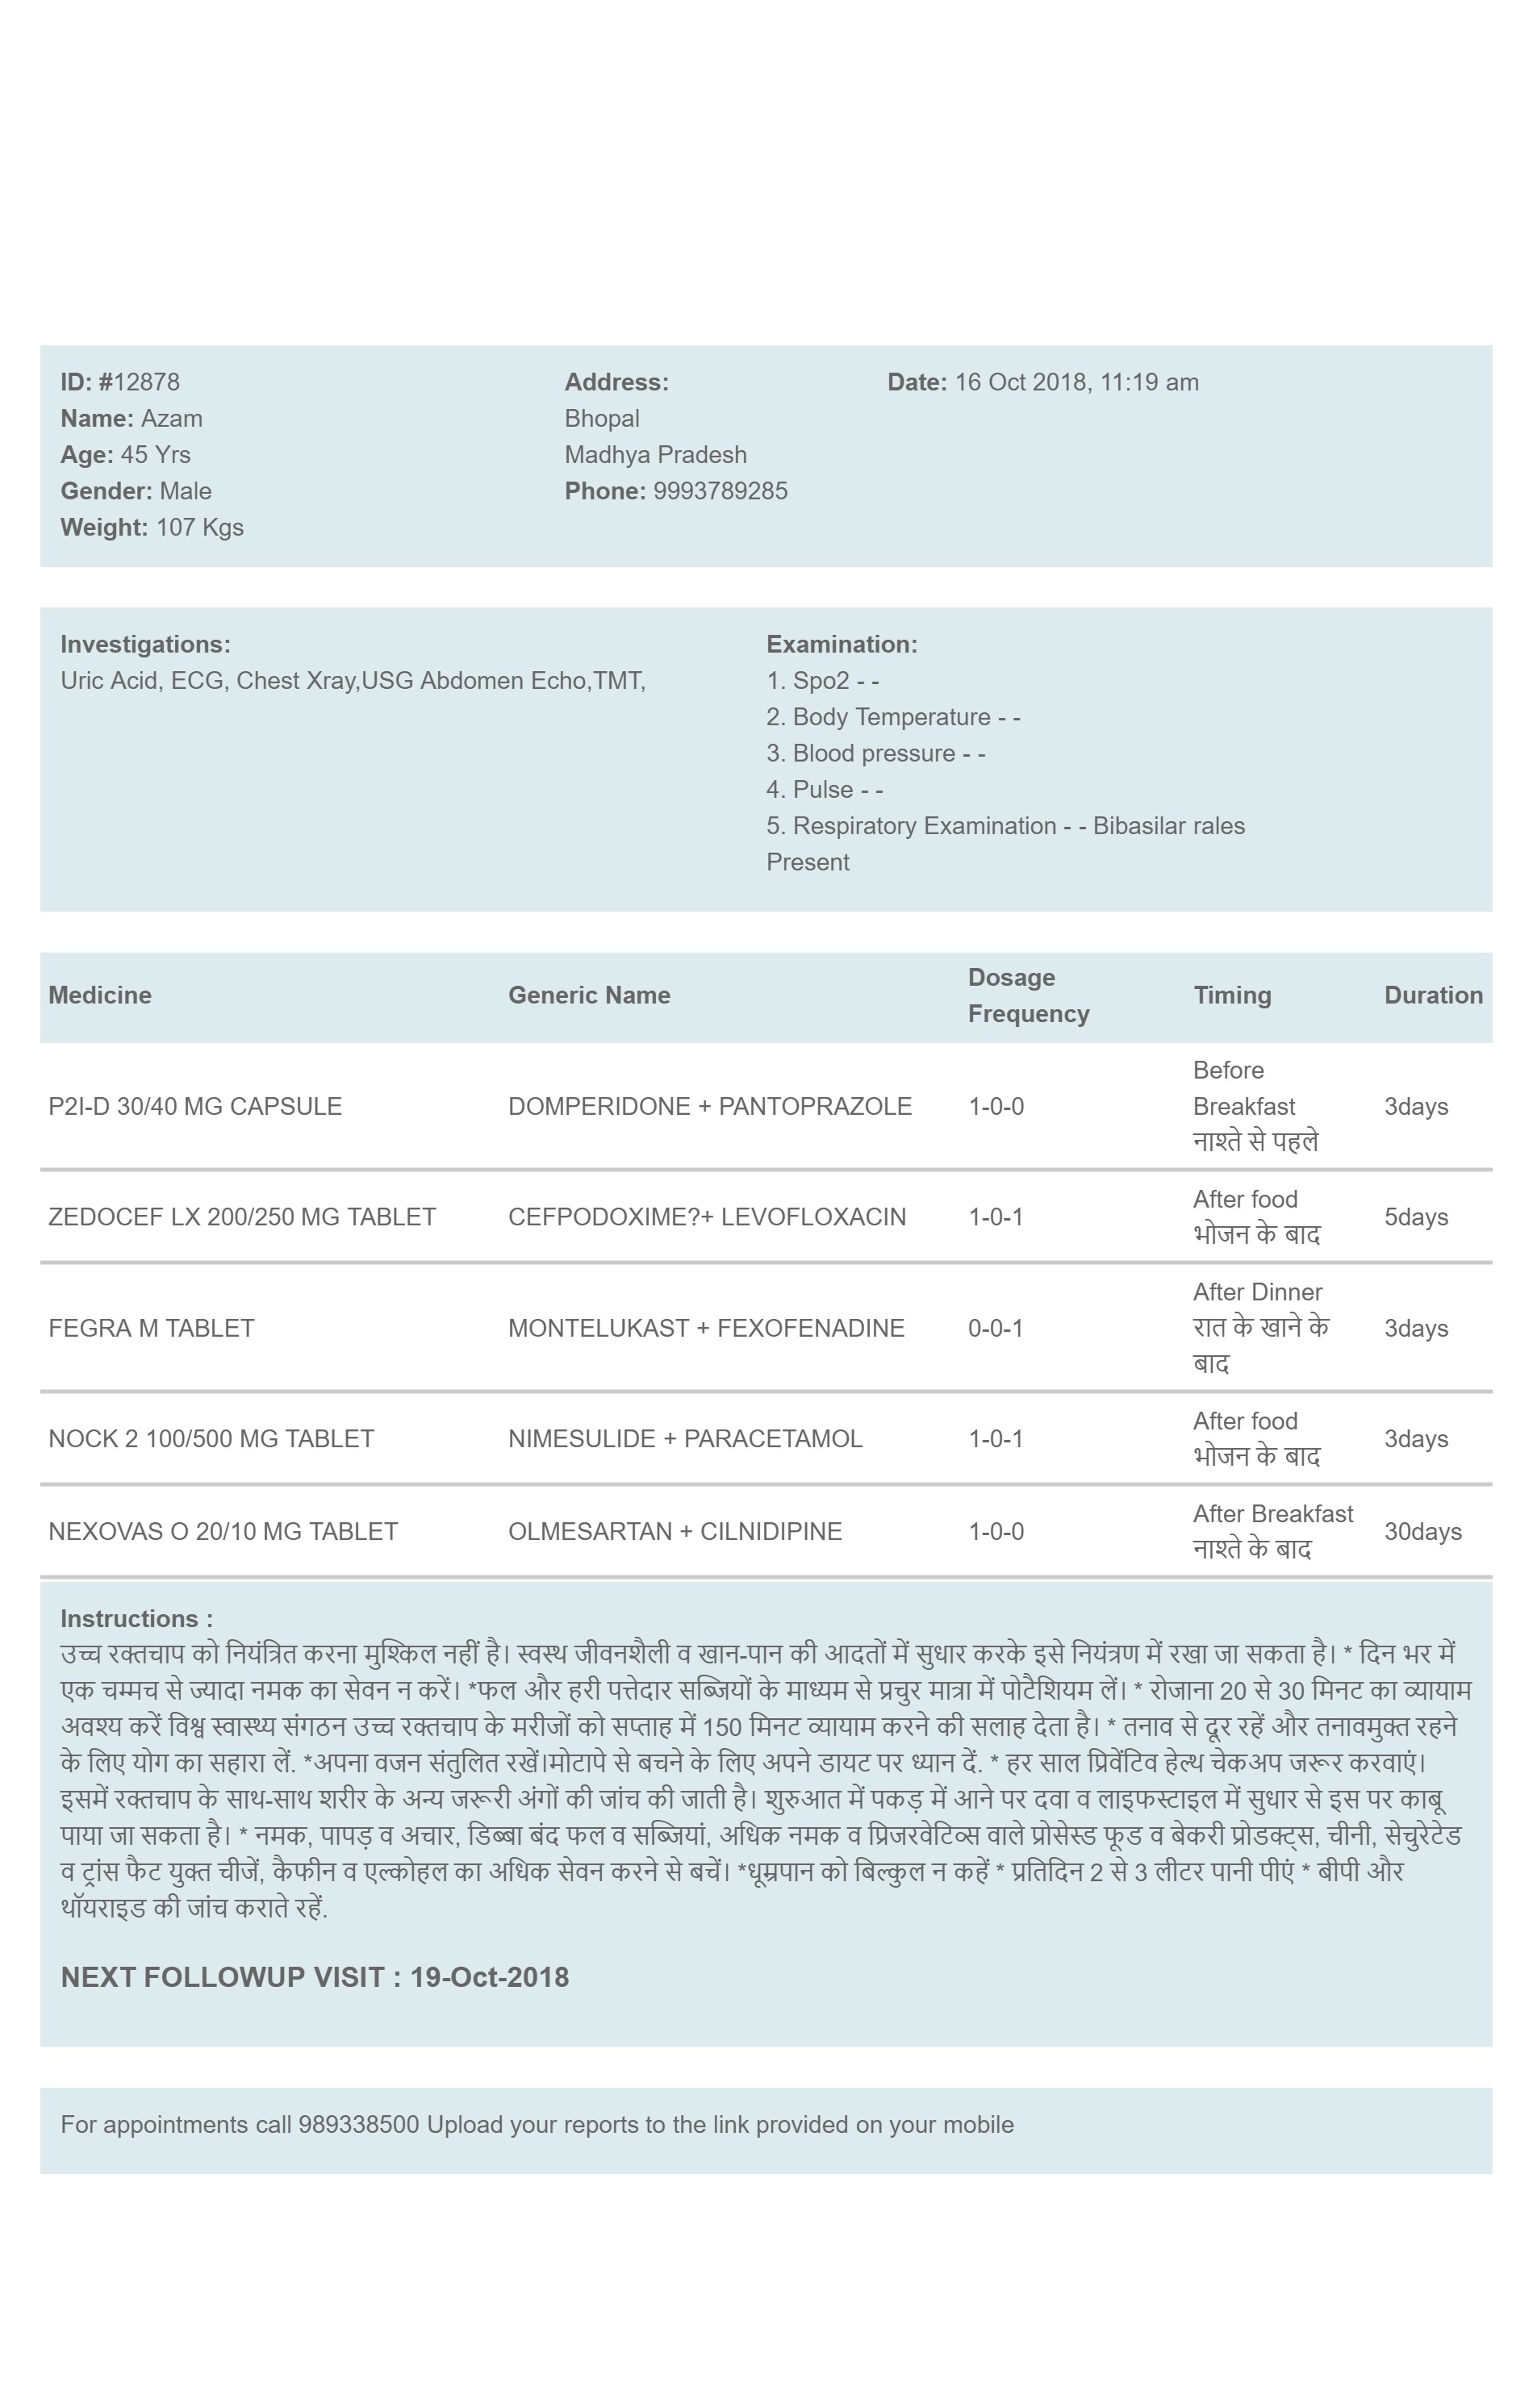 ID: #12878
Name: Azam
Age: 45 Yrs
Gender: Male
Weight: 107 Kgs
Address:
Bhopal
Madhya Pradesh
Phone: 9993789285
Date: 16 Oct 2018, 11:19 am
Investigations:
Uric Acid, ECG, Chest Xray,USG Abdomen Echo,TMT,
Examination:
1. Spo2 - -
2. Body Temperature - -
3. Blood pressure - -
4. Pulse - -
5. Respiratory Examination - - Bibasilar rales
Present
Medicine Generic Name Dosage Frequency Timing Duration
P2I-D 30/40 MG CAPSULE DOMPERIDONE + PANTOPRAZOLE 1-0-0 Before Breakfast नाश्ते से पहले 3days
ZEDOCEF LX 200/250 MG TABLET CEFPODOXIME?+ LEVOFLOXACIN 1-0-1 After food भोजन के बाद 5days
FEGRA M TABLET MONTELUKAST + FEXOFENADINE 0-0-1 After Dinner रात के खाने के बाद 3days
NOCK 2 100/500 MG TABLET NIMESULIDE + PARACETAMOL 1-0-1 After food भोजन के बाद 3days
NEXOVAS O 20/10 MG TABLET OLMESARTAN + CILNIDIPINE 1-0-0 After Breakfast नाश्ते के बाद 30days
Instructions :
उच्च रक्तचाप को नियंत्रित करना मुश्किल नहीं है। स्वस्थ जीवनशैली व खान-पान की आदतों में सुधार करके इसे नियंत्रण में रखा जा सकता है। * दिन भर में
एक चम्मच से ज्यादा नमक का सेवन न करें। *फल और हरी पत्तेदार सब्जियों के माध्यम से प्रचुर मात्रा में पोटैशियम लें। * रोजाना 20 से 30 मिनट का व्यायाम
अवश्य करें विश्व स्वास्थ्य संगठन उच्च रक्तचाप के मरीजों को सप्ताह में 150 मिनट व्यायाम करने की सलाह देता है। * तनाव से दूर रहें और तनावमुक्त रहने
के लिए योग का सहारा लें. *अपना वजन संतुलित रखें।मोटापे से बचने के लिए अपने डायट पर ध्यान दें. * हर साल प्रिवेंटिव हेल्थ चेकअप जरूर करवाएं।
इसमें रक्तचाप के साथ-साथ शरीर के अन्य जरूरी अंगों की जांच की जाती है। शुरुआत में पकड़ में आने पर दवा व लाइफस्टाइल में सुधार से इस पर काबू
पाया जा सकता है। * नमक, पापड़ व अचार, डिब्बा बंद फल व सब्जियां, अधिक नमक व प्रिजरवेटिव्स वाले प्रोसेस्ड फूड व बेकरी प्रोडक्ट्स, चीनी, सेचुरेटेड
व ट्रांस फैट युक्त चीजें, कैफीन व एल्कोहल का अधिक सेवन करने से बचें। *धूम्रपान को बिल्कुल न कहें * प्रतिदिन 2 से 3 लीटर पानी पीएं * बीपी और
थॉयराइड की जांच कराते रहें.
NEXT FOLLOWUP VISIT : 19-Oct-2018
For appointments call 989338500 Upload your reports to the link provided on your mobile